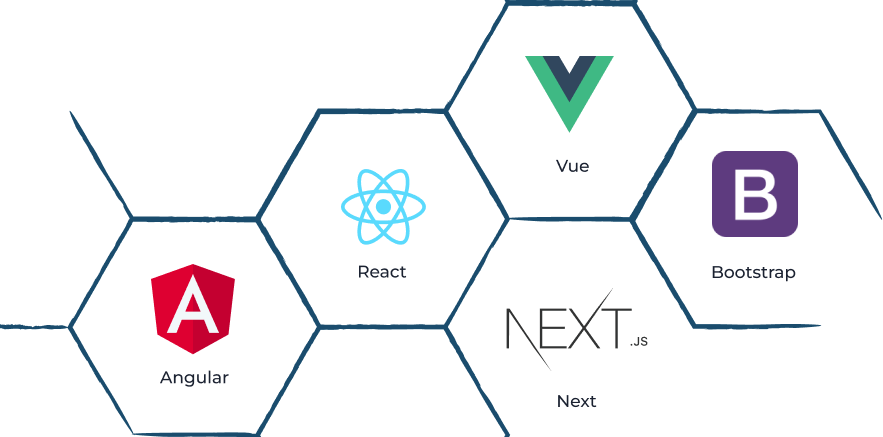 Vue
B
Bootstrap
React
A
Angular
NEXT.JS
Next